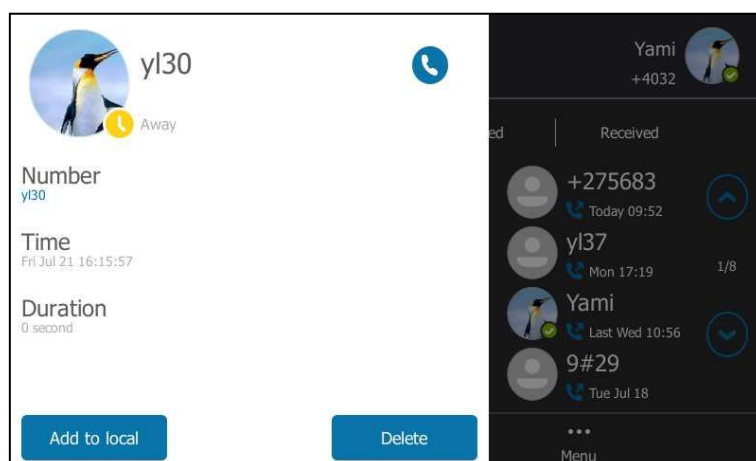 yl30
Away
Number
yl30
Time
Fri Jul 21 16:15:57
Duration
0 second
Add to local
Delete
Yami
+4032
ed
Received
+275683
Today 09:52
yl37
Mon 17:19
1/8
Yami
Last Wed 10:56
9#29
Tue Jul 18
Menu